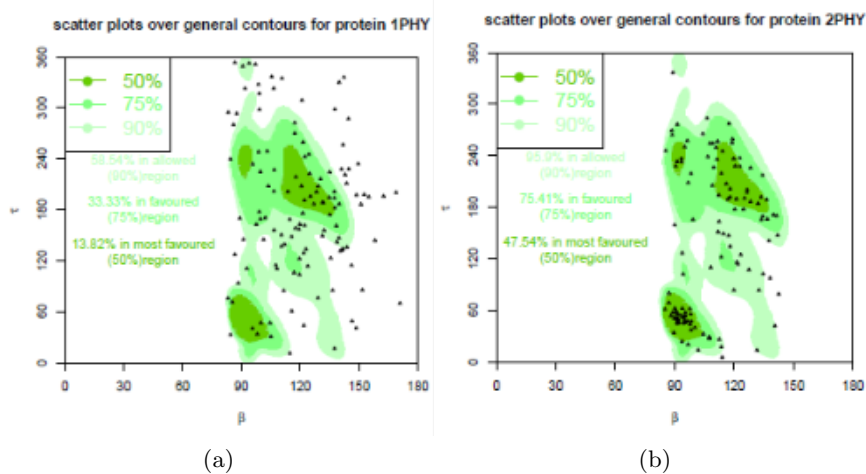 scatter plots over general contours for protein 1PHY
360
300
240
180
120
60
0
τ
50%
75%
90%
58.54% in allowed
(90%)region
33.33% in favoured
(75%)region
13.82% in most favoured
(50%)region
0
30
60
90
120
150
180
β
(a)
scatter plots over general contours for protein 2PHY
360
300
240
180
120
60
0
τ
50%
75%
90%
95.9% in allowed
(90%)region
75.41% in favoured
(75%)region
47.54% in most favoured
(50%)region
0
30
60
90
120
150
180
β
(b)